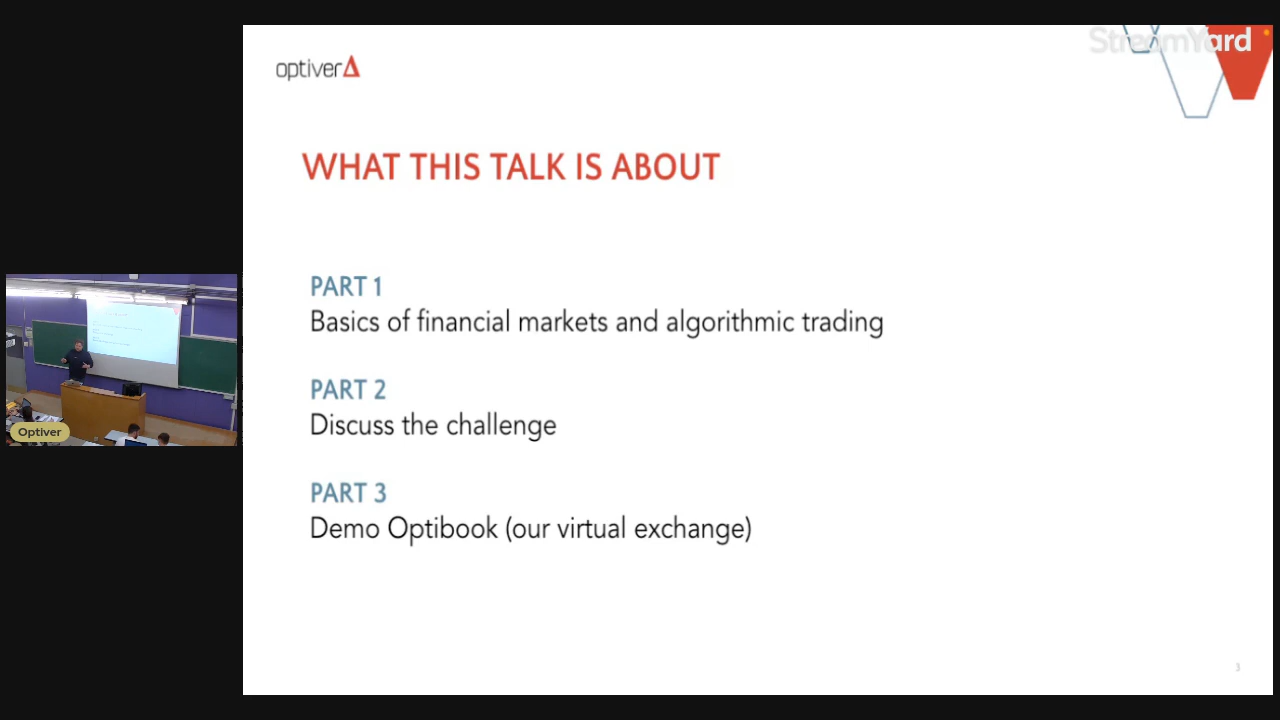 optiver
StreamYard
WHAT THIS TALK IS ABOUT
PART 1
Basics of financial markets and algorithmic trading
PART 2
Discuss the challenge
PART 3
Demo Optibook (our virtual exchange)
Optiver
3